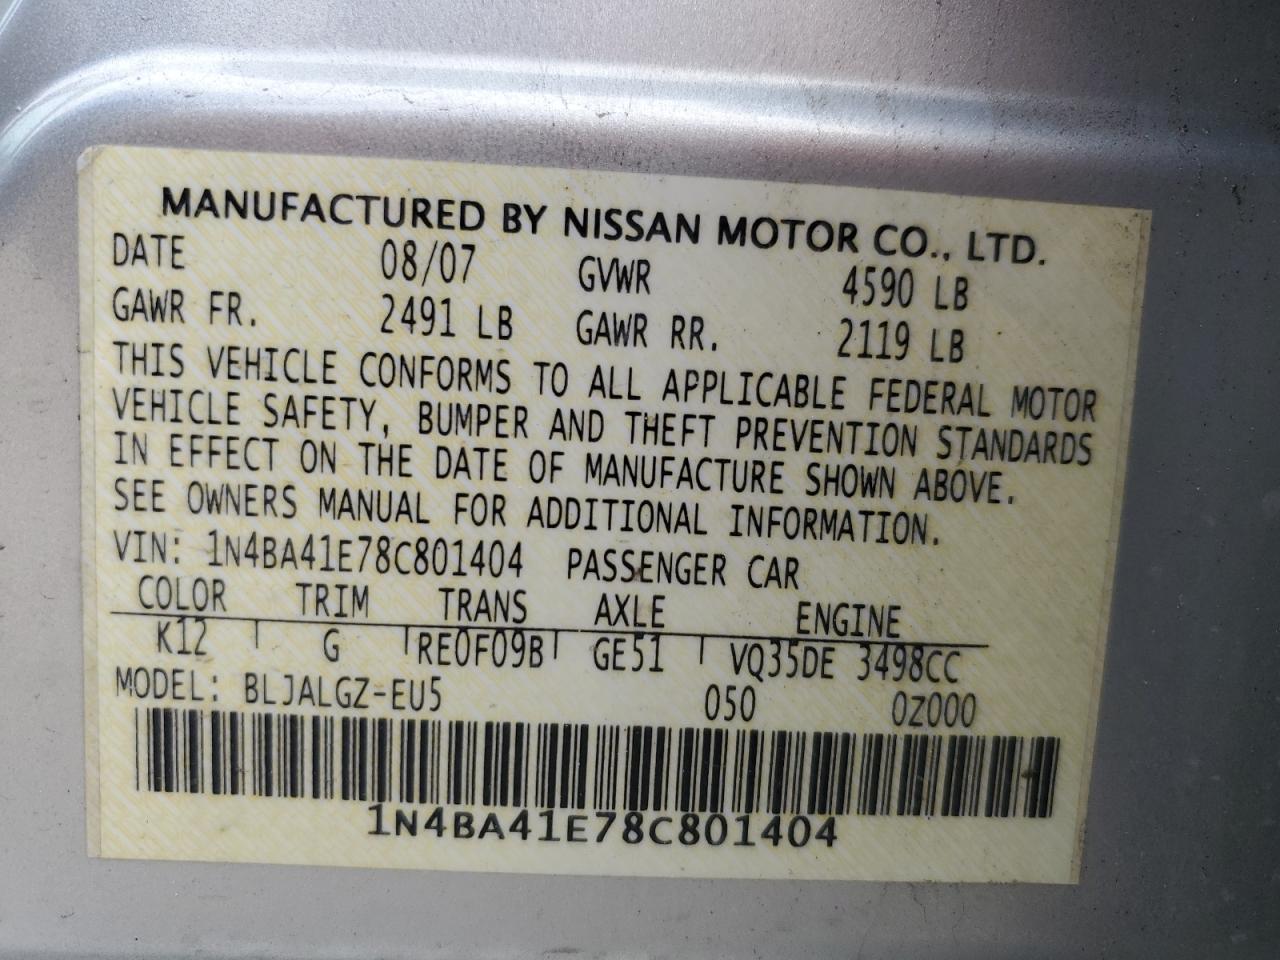 MANUFACTURED BY NISSAN MOTOR CO., LTD.
DATE 08/07 GVWR 4590 LB
GAWR FR. 2491 LB GAWR RR. 2119 LB
THIS VEHICLE CONFORMS TO ALL APPLICABLE FEDERAL MOTOR
VEHICLE SAFETY, BUMPER AND THEFT PREVENTION STANDARDS
IN EFFECT ON THE DATE OF MANUFACTURE SHOWN ABOVE.
SEE OWNERS MANUAL FOR ADDITIONAL INFORMATION.
VIN: 1N4BA41E78C801404 PASSENGER CAR
COLOR TRIM TRANS AXLE ENGINE
K12 G RE0F09B GE51 VQ35DE 3498CC
MODEL: BLJALGZ-EU5 050 0Z000
1N4BA41E78C801404